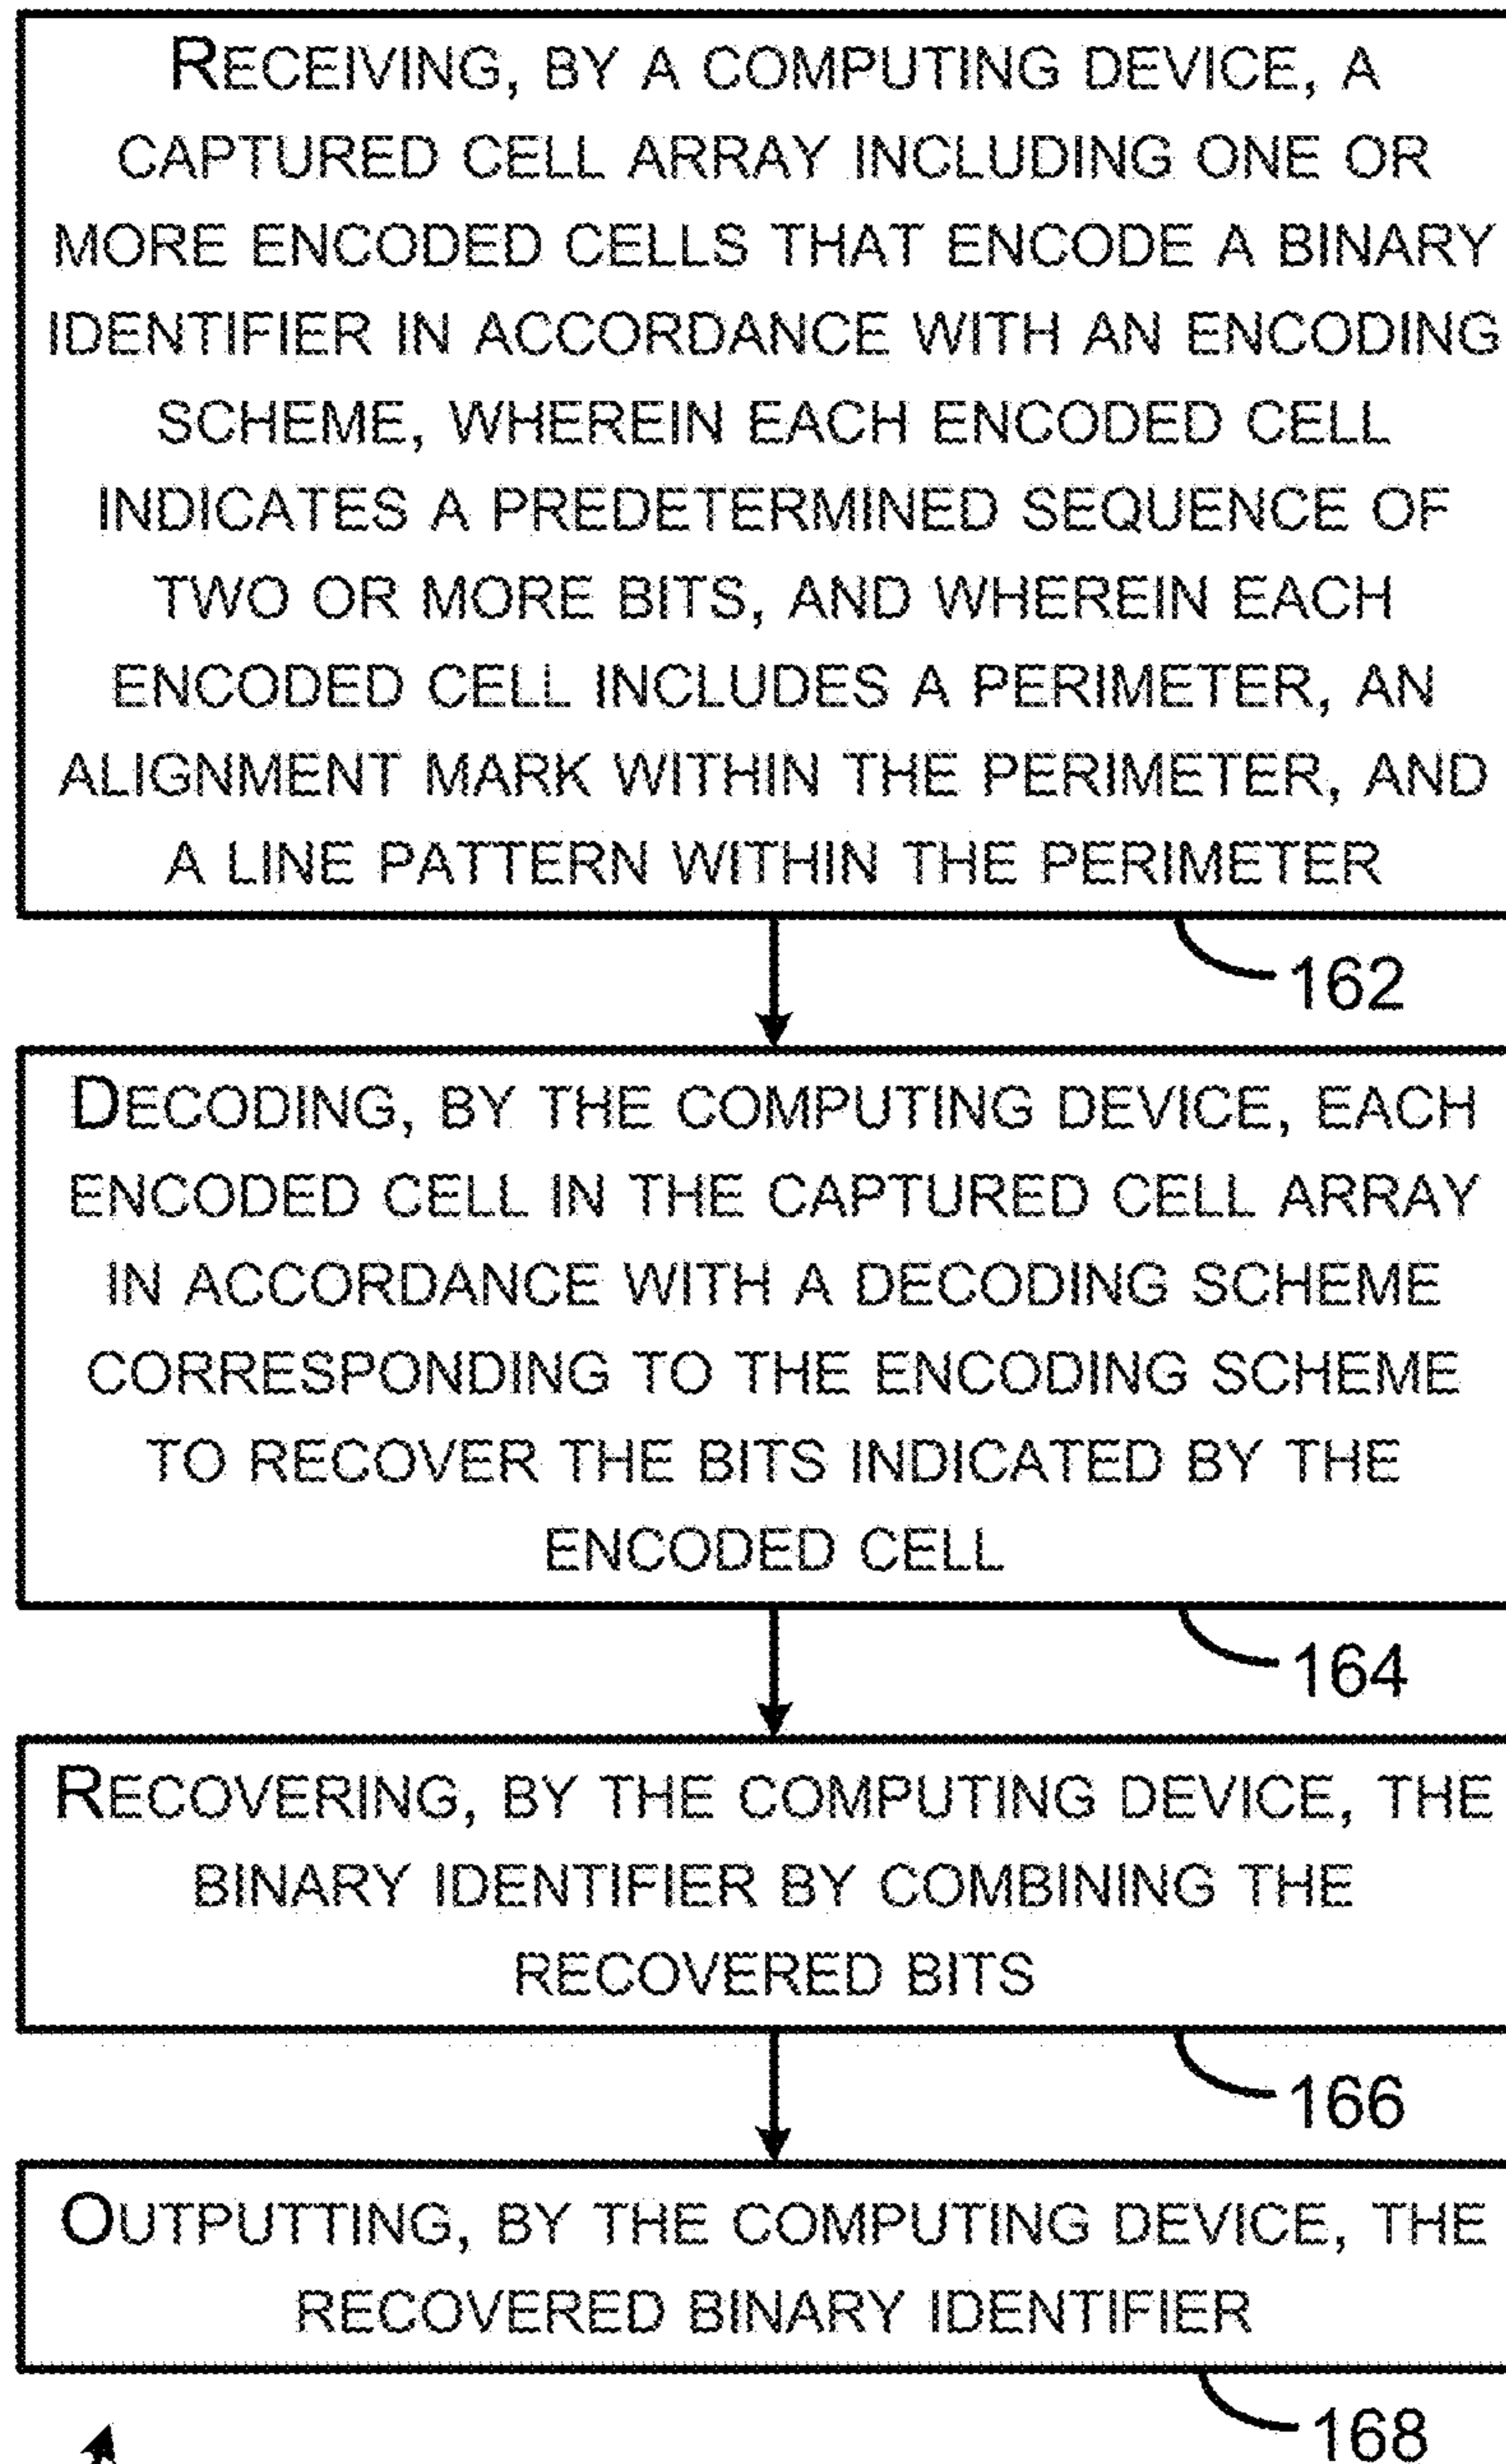 RECEIVING, BY A COMPUTING DEVICE, A
CAPTURED CELL ARRAY INCLUDING ONE OR
MORE ENCODED CELLS THAT ENCODE A BINARY
IDENTIFIER IN ACCORDANCE WITH AN ENCODING
SCHEME, WHEREIN EACH ENCODED CELL
INDICATES A PREDETERMINED SEQUENCE OF
TWO OR MORE BITS, AND WHEREIN EACH
ENCODED CELL INCLUDES A PERIMETER, AN
ALIGNMENT MARK WITHIN THE PERIMETER, AND
A LINE PATTERN WITHIN THE PERIMETER
162
DECODING, BY THE COMPUTING DEVICE, EACH
ENCODED CELL IN THE CAPTURED CELL ARRAY
IN ACCORDANCE WITH A DECODING SCHEME
CORRESPONDING TO THE ENCODING SCHEME
TO RECOVER THE BITS INDICATED BY THE
ENCODED CELL
164
RECOVERING, BY THE COMPUTING DEVICE, THE
BINARY IDENTIFIER BY COMBINING THE
RECOVERED BITS
166
OUTPUTTING, BY THE COMPUTING DEVICE, THE
RECOVERED BINARY IDENTIFIER
168